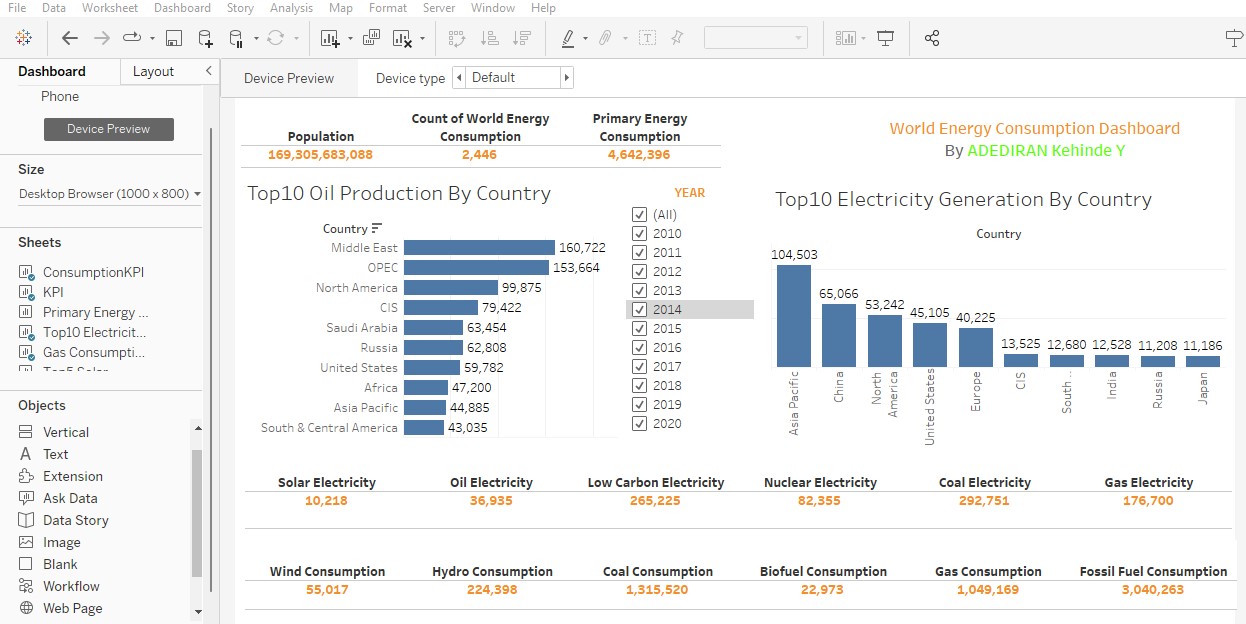 File Data Worksheet Dashboard Story Analysis Map Format Server Window Help
Dashboard Layout
Phone
Device Preview
Size
Desktop Browser (1000 x 800)
Sheets
ConsumptionKPI
KPI
Primary Energy ...
Top10 Electricit...
Gas Consumpti...
Objects
Vertical
Text
Extension
Ask Data
Data Story
Image
Blank
Workflow
Web Page
Device Preview Device type Default
Population
169,305,683,088
Count of World Energy
Consumption
2,446
Primary Energy
Consumption
4,642,396
World Energy Consumption Dashboard
By ADEDIRAN Kehinde Y
Top10 Oil Production By Country
Country
Middle East 160,722
OPEC 153,664
North America 99,875
CIS 79,422
Saudi Arabia 63,454
Russia 62,808
United States 59,782
Africa 47,200
Asia Pacific 44,885
South & Central America 43,035
YEAR
(All)
2010
2011
2012
2013
2014
2015
2016
2017
2018
2019
2020
Top10 Electricity Generation By Country
Country
104,503
65,066
53,242
45,105
40,225
13,525
12,680
12,528
11,208
11,186
Asia Pacific
China
North
America
United States
Europe
CIS
South ..
India
Russia
Japan
Solar Electricity Oil Electricity Low Carbon Electricity Nuclear Electricity Coal Electricity Gas Electricity
10,218 36,935 265,225 82,355 292,751 176,700
Wind Consumption Hydro Consumption Coal Consumption Biofuel Consumption Gas Consumption Fossil Fuel Consumption
55,017 224,398 1,315,520 22,973 1,049,169 3,040,263